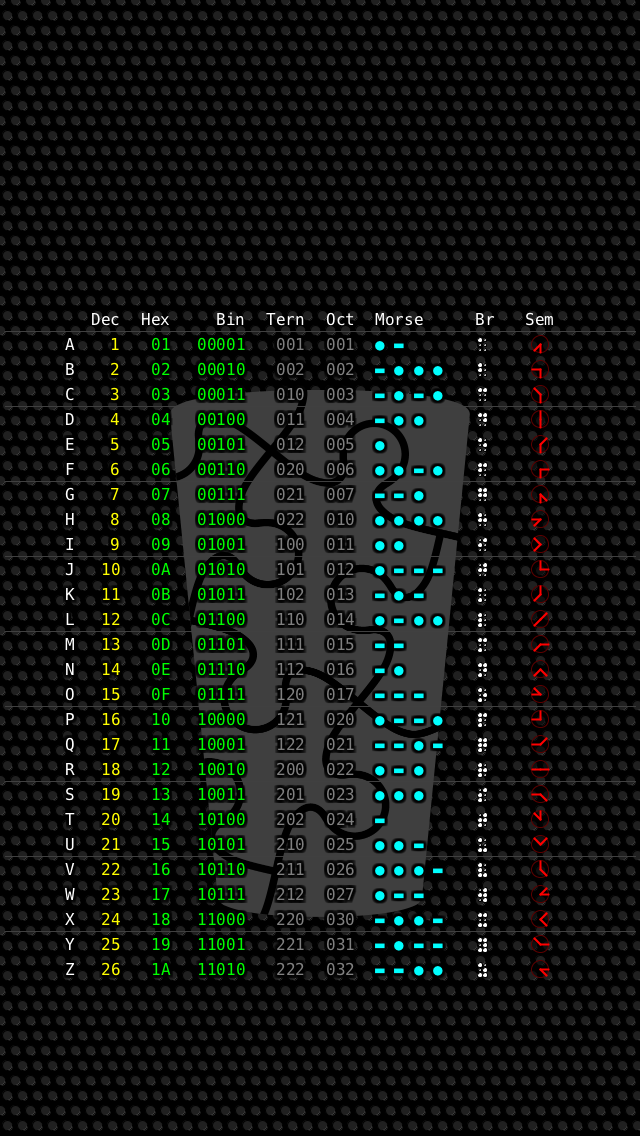 Dec Hex Bin Tern Oct Morse Br Sem
A 1 01 00001 001 001 ●-
B 2 02 00010 002 002 -●●●
C 3 03 00011 010 003 -●-●
D 4 04 00100 011 004 -●●
E 5 05 00101 012 005 ●
F 6 06 00110 020 006 ●●-●
G 7 07 00111 021 007 --●
H 8 08 01000 022 010 ●●●●
I 9 09 01001 100 011 ●●
J 10 0A 01010 101 012 ●---
K 11 0B 01011 102 013 -●-
L 12 0C 01100 110 014 ●-●●
M 13 0D 01101 111 015 --
N 14 0E 01110 112 016 -●
O 15 0F 01111 120 017 ---
P 16 10 10000 121 020 ●--●
Q 17 11 10001 122 021 --●-
R 18 12 10010 200 022 ●-●
S 19 13 10011 201 023 ●●●
T 20 14 10100 202 024 -
U 21 15 10101 210 025 ●●-
V 22 16 10110 211 026 ●●●-
W 23 17 10111 212 027 ●--
X 24 18 11000 220 030 -●●-
Y 25 19 11001 221 031 -●--
Z 26 1A 11010 222 032 --●●